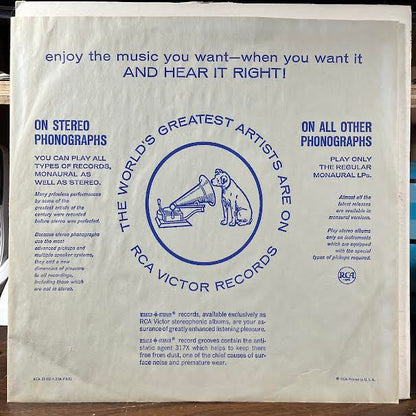 enjoy the music you want—when you want it
AND HEAR IT RIGHT!
ON STEREO
PHONOGRAPHS
YOU CAN PLAY ALL
TYPES OF RECORDS,
MONAURAL AS
WELL AS STEREO.
Many priceless performances
by some of the
greatest artists of the
century were recorded
before stereo was perfected.
Because stereo phonographs
use the most
advanced pickups and
multiple speaker systems,
they add a new
dimension of pleasure
to all recordings,
including those which
are not in stereo.
THE WORLD'S GREATEST ARTISTS ARE ON
RCA VICTOR RECORDS
ON ALL OTHER
PHONOGRAPHS
PLAY ONLY
THE REGULAR
MONAURAL LPs.
Almost all the
latest releases
are available in
monaural versions.
Play stereo albums
only on instruments
which are equipped
with the special
types of pickups required.
RCA
records, available exclusively as
RCA Victor stereophonic albums, are your as-
surance of greatly enhanced listening pleasure.
record grooves contain the anti-
static agent 317X which helps to keep them
free from dust, one of the chief causes of sur-
face noise and premature wear.
Printed in U. S. A.